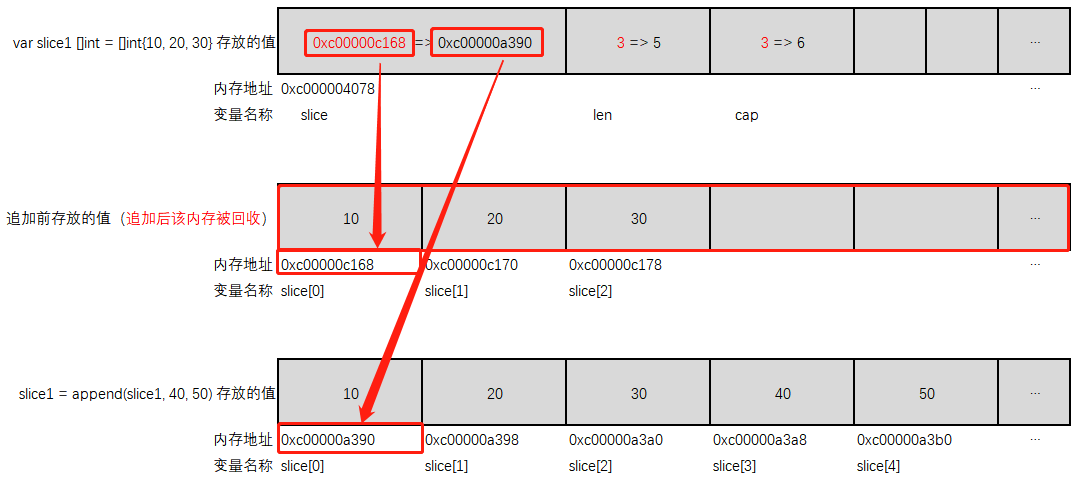 var slice1 []int = []int{10, 20, 30} 存放的值 0xc00000c168 => 0xc00000a390 3 => 5 3 => 6 ...
内存地址 0xc000004078 ...
变量名称 slice len cap
追加前存放的值（追加后该内存被回收） 10 20 30 ...
内存地址 0xc00000c168 0xc00000c170 0xc00000c178 ...
变量名称 slice[0] slice[1] slice[2]
slice1 = append(slice1, 40, 50) 存放的值 10 20 30 40 50 ...
内存地址 0xc00000a390 0xc00000a398 0xc00000a3a0 0xc00000a3a8 0xc00000a3b0 ...
变量名称 slice[0] slice[1] slice[2] slice[3] slice[4]